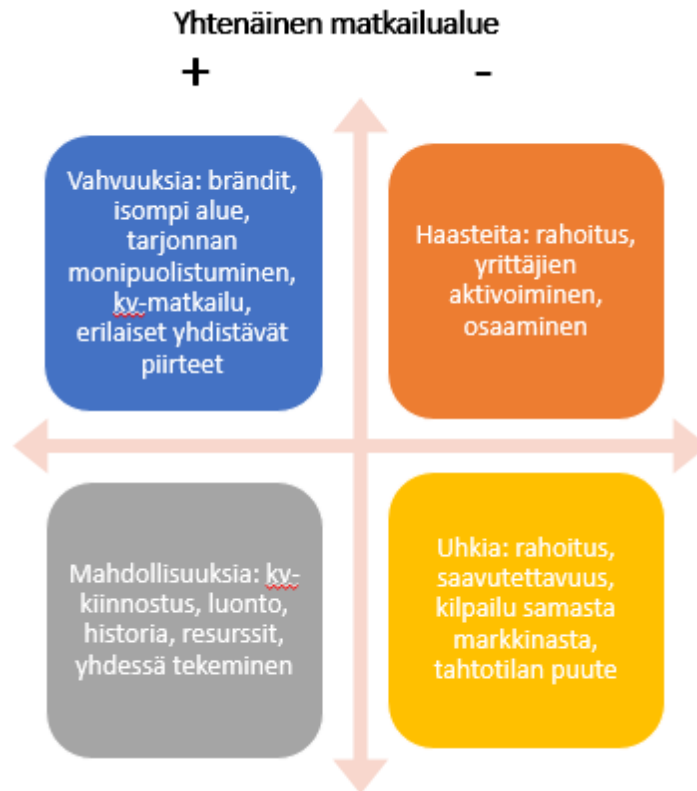 Yhtenäinen matkailualue
+
-
Vahvuuksia: brändit,
isompi alue,
tarjonnan
monipuolistuminen,
kv-matkailu,
erilaiset yhdistävät
piirteet
Haasteita: rahoitus,
yrittäjien
aktivoiminen,
osaaminen
Mahdollisuuksia: kv-
kiinnostus, luonto,
historia, resurssit,
yhdessä tekeminen
Uhkia: rahoitus,
saavutettavuus,
kilpailu samasta
markkinasta,
tahtotilan puute